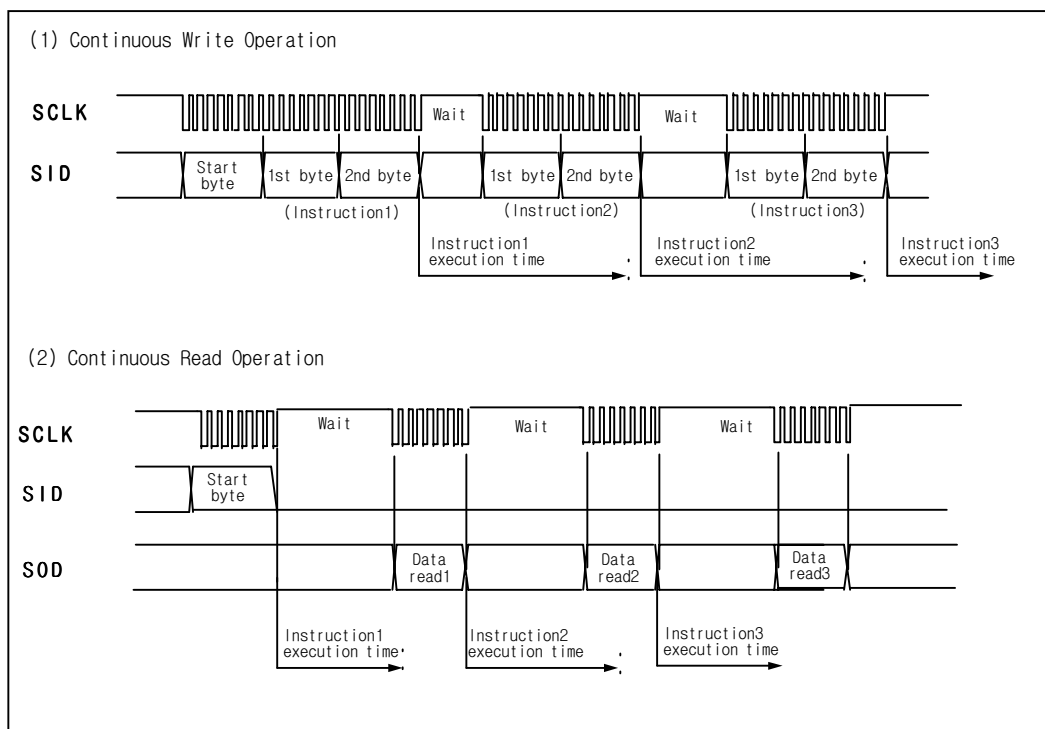 (1) Continuous Write Operation
SCLK
Wait
Wait
SID
Start
byte
1st byte
2nd byte
1st byte
2nd byte
1st byte
2nd byte
(Instruction1)
(Instruction2)
(Instruction3)
Instruction1
execution time
Instruction2
execution time
Instruction3
execution time
(2) Continuous Read Operation
SCLK
Wait
Wait
Wait
SID
Start
byte
SOD
Data
read1
Data
read2
Data
read3
Instruction1
execution time
Instruction2
execution time
Instruction3
execution time